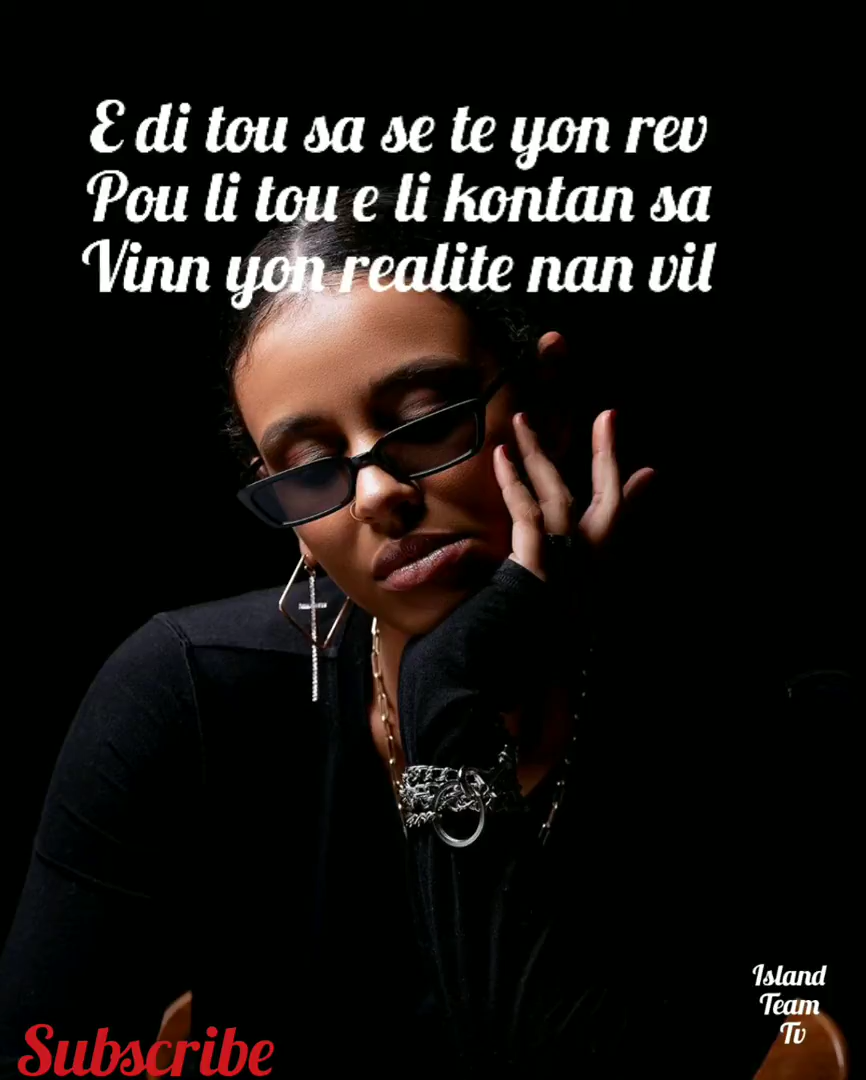 E di tou sa se te yon rev
Pou li tou e li kontan sa
Vinn yon realite nan vil
Island
Team
Tv
Subscribe